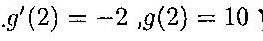 .g'(2) = −2 ,g(2) = 10 ו